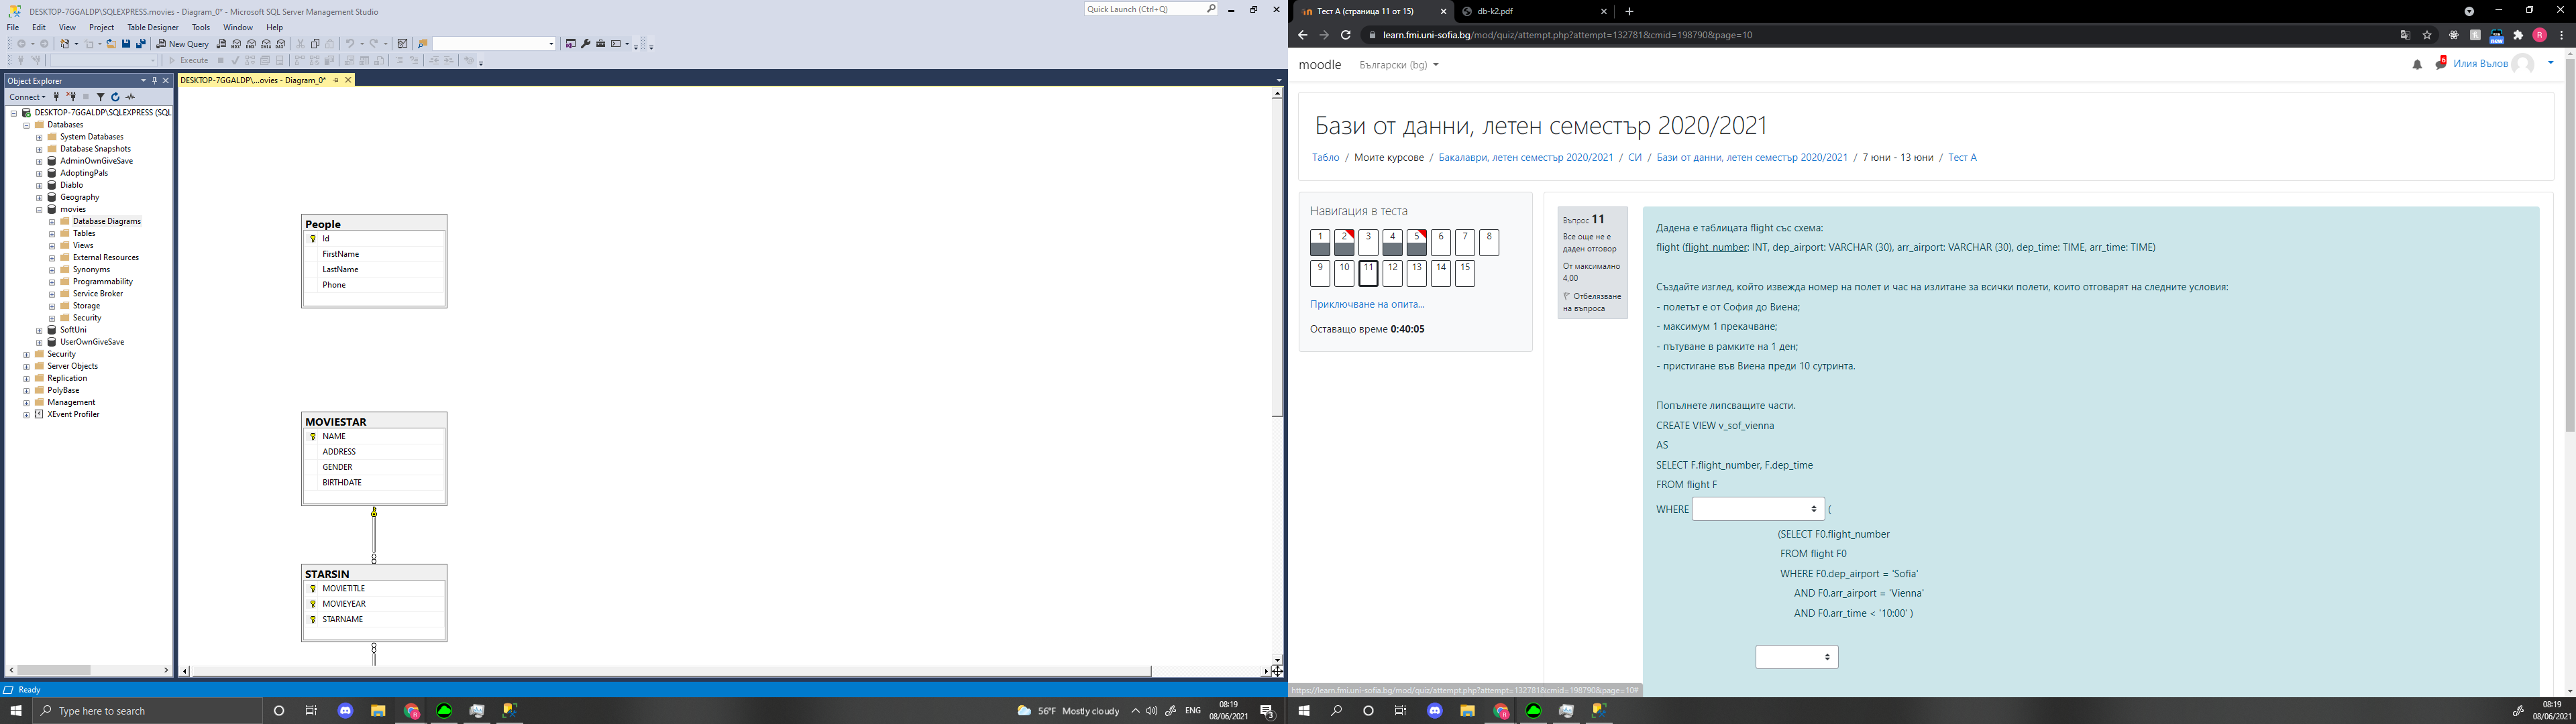 DESKTOP-7GGALDP\SQLEXPRESS.movies - Diagram_0* - Microsoft SQL Server Management Studio
Quick Launch (Ctrl+Q)
File Edit View Project Table Designer Tools Window Help
New Query
Execute
Object Explorer
Connect
DESKTOP-7GGALDP\SQLEXPRESS (SQL
Databases
System Databases
Database Snapshots
AdminOwnGiveSave
AdoptingPals
Diablo
Geography
movies
Database Diagrams
Tables
Views
External Resources
Synonyms
Programmability
Service Broker
Storage
Security
SoftUni
UserOwnGiveSave
Security
Server Objects
Replication
PolyBase
Management
XEvent Profiler
DESKTOP-7GGALDP\...ovies - Diagram_0*
People
Id
FirstName
LastName
Phone
MOVIESTAR
NAME
ADDRESS
GENDER
BIRTHDATE
STARSIN
MOVIETITLE
MOVIEYEAR
STARNAME
Ready
Type here to search
56°F Mostly cloudy
ENG
08:19
08/06/2021
3
Тест А (страница 11 от 15)
db-k2.pdf
learn.fmi.uni-sofia.bg/mod/quiz/attempt.php?attempt=132781&cmid=198790&page=10
new
R
moodle
Български (bg)
6
Илия Вълов
Бази от данни, летен семестър 2020/2021
Табло / Моите курсове / Бакалаври, летен семестър 2020/2021 / СИ / Бази от данни, летен семестър 2020/2021 / 7 юни - 13 юни / Тест А
Навигация в теста
1 2 3 4 5 6 7 8
9 10 11 12 13 14 15
Приключване на опита...
Оставащо време 0:40:05
Въпрос 11
Все още не е
даден отговор
От максимално
4,00
Отбелязване
на въпроса
Дадена е таблицата flight със схема:
flight (flight_number: INT, dep_airport: VARCHAR (30), arr_airport: VARCHAR (30), dep_time: TIME, arr_time: TIME)
Създайте изглед, който извежда номер на полет и час на излитане за всички полети, които отговарят на следните условия:
- полетът е от София до Виена;
- максимум 1 прекачване;
- пътуване в рамките на 1 ден;
- пристигане във Виена преди 10 сутринта.
Попълнете липсващите части.
CREATE VIEW v_sof_vienna
AS
SELECT F.flight_number, F.dep_time
FROM flight F
WHERE (
(SELECT F0.flight_number
FROM flight F0
WHERE F0.dep_airport = 'Sofia'
AND F0.arr_airport = 'Vienna'
AND F0.arr_time < '10:00' )
https://learn.fmi.uni-sofia.bg/mod/quiz/attempt.php?attempt=132781&cmid=198790&page=10#
08:19
08/06/2021